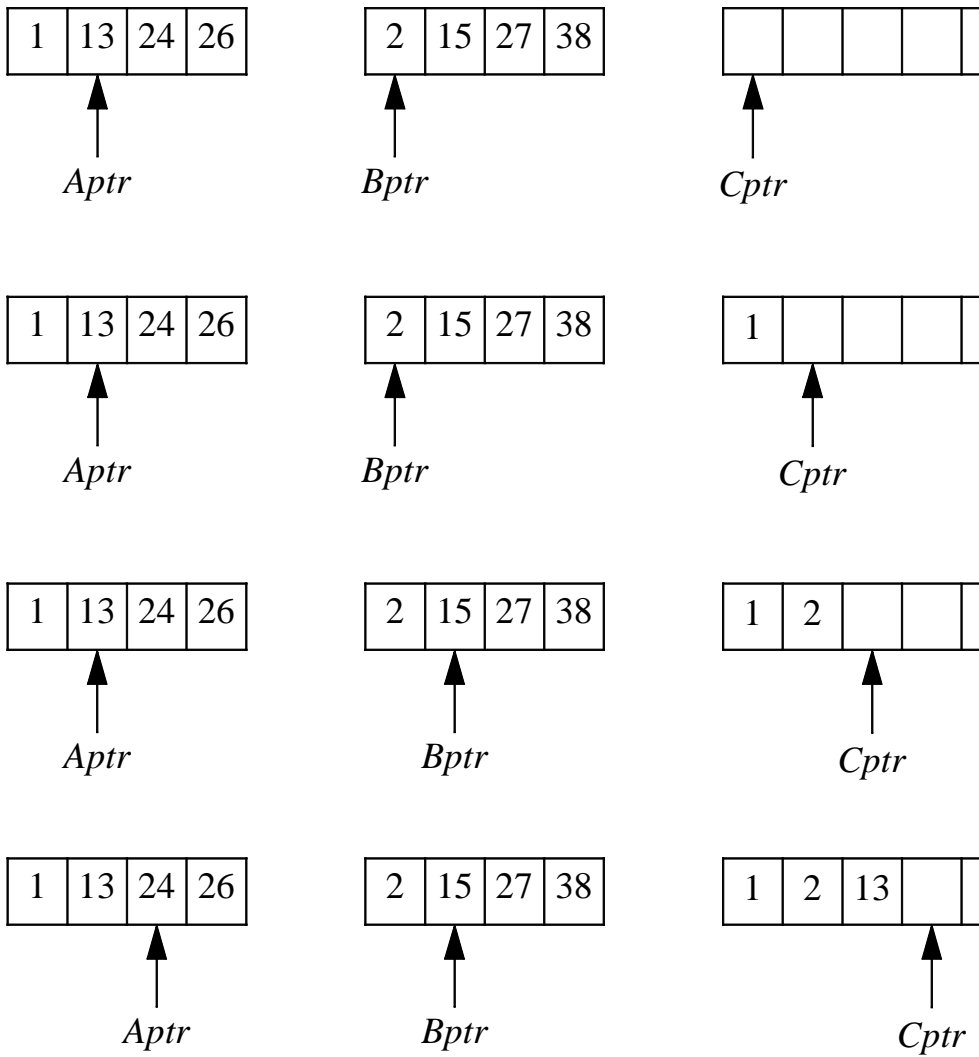 1 13 24 26 2 15 27 38
Aptr Bptr Cptr
1 13 24 26 2 15 27 38 1
Aptr Bptr Cptr
1 13 24 26 2 15 27 38 1 2
Aptr Bptr Cptr
1 13 24 26 2 15 27 38 1 2 13
Aptr Bptr Cptr